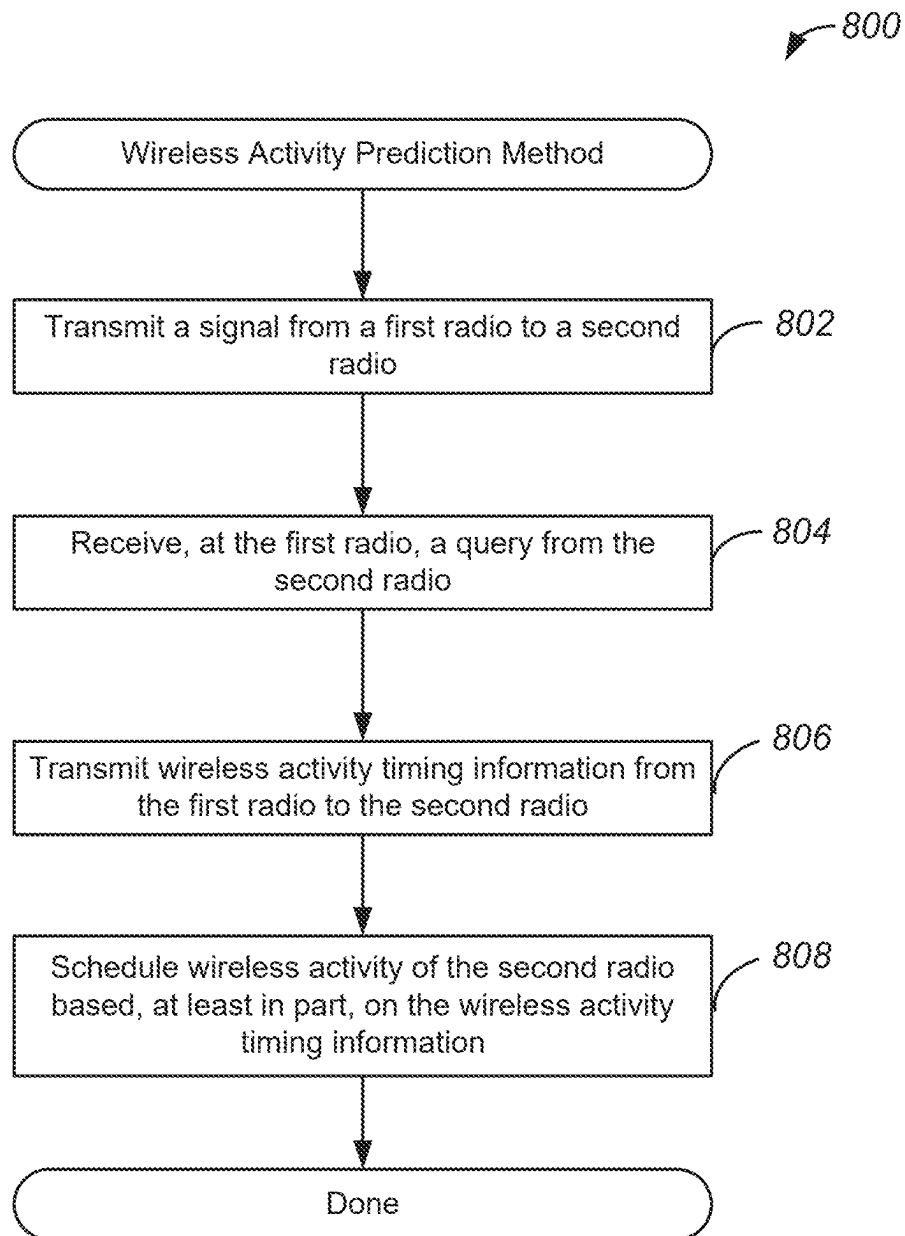 800
Wireless Activity Prediction Method
Transmit a signal from a first radio to a second
radio
802
Receive, at the first radio, a query from the
second radio
804
Transmit wireless activity timing information from
the first radio to the second radio
806
Schedule wireless activity of the second radio
based, at least in part, on the wireless activity
timing information
808
Done